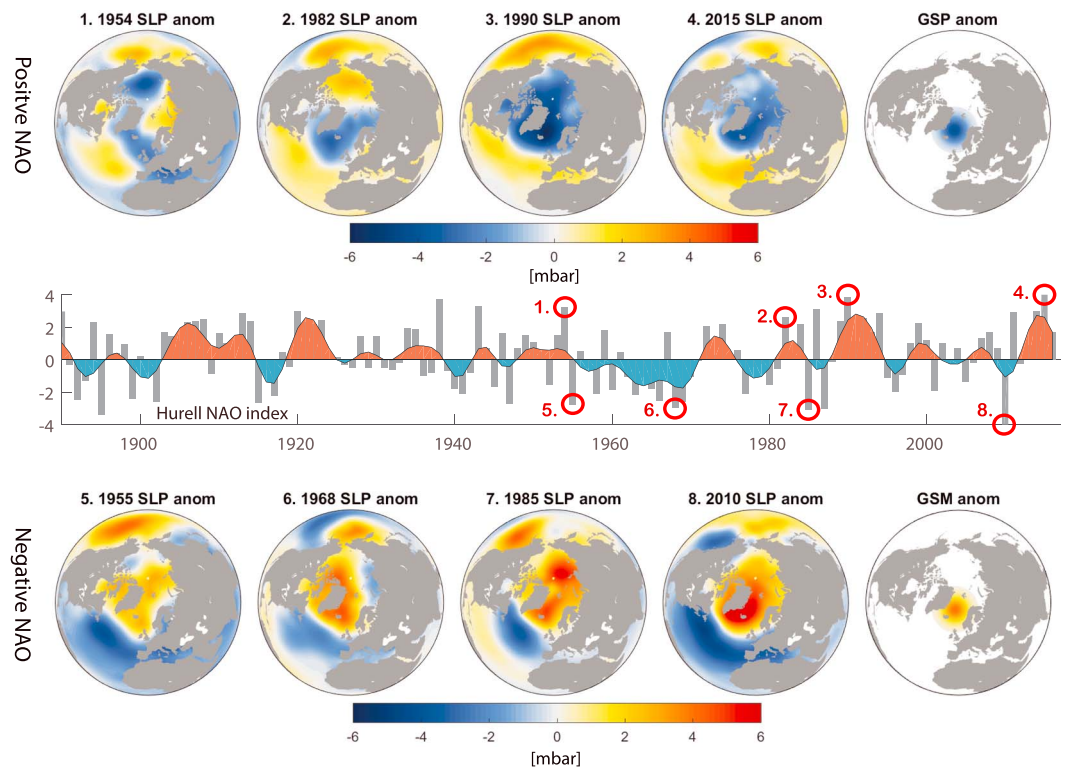 1. 1954 SLP anom
2. 1982 SLP anom
3. 1990 SLP anom
4. 2015 SLP anom
GSP anom
Positve NAO
-6 -4 -2 0 2 4 6
[mbar]
4
2
0
-2
-4
1.
2.
3.
4.
5.
6.
7.
8.
Hurell NAO index
1900 1920 1940 1960 1980 2000
5. 1955 SLP anom
6. 1968 SLP anom
7. 1985 SLP anom
8. 2010 SLP anom
GSM anom
Negative NAO
-6 -4 -2 0 2 4 6
[mbar]